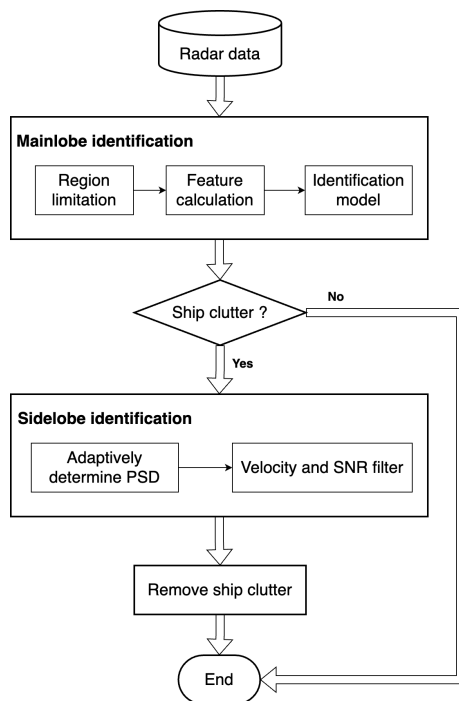 Radar data
Mainlobe identification
Region
limitation
Feature
calculation
Identification
model
Ship clutter ?
No
Yes
Sidelobe identification
Adaptively
determine PSD
Velocity and SNR filter
Remove ship clutter
End